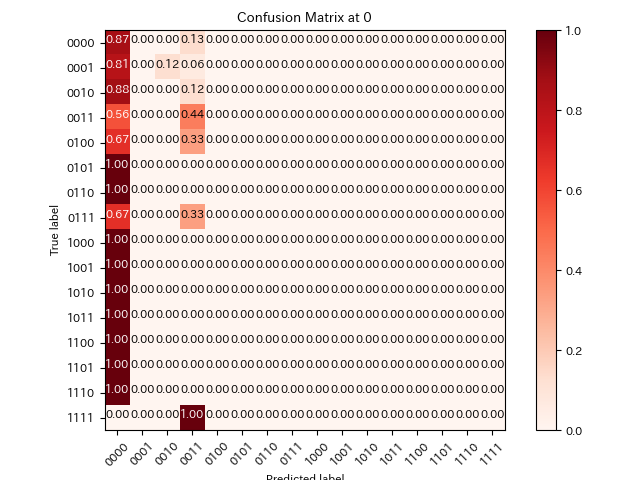 Confusion Matrix at 0
True label
0000 0.87 0.00 0.00 0.13 0.00 0.00 0.00 0.00 0.00 0.00 0.00 0.00 0.00 0.00 0.00 0.00
0001 0.81 0.00 0.12 0.06 0.00 0.00 0.00 0.00 0.00 0.00 0.00 0.00 0.00 0.00 0.00 0.00
0010 0.88 0.00 0.00 0.12 0.00 0.00 0.00 0.00 0.00 0.00 0.00 0.00 0.00 0.00 0.00 0.00
0011 0.56 0.00 0.00 0.44 0.00 0.00 0.00 0.00 0.00 0.00 0.00 0.00 0.00 0.00 0.00 0.00
0100 0.67 0.00 0.00 0.33 0.00 0.00 0.00 0.00 0.00 0.00 0.00 0.00 0.00 0.00 0.00 0.00
0101 1.00 0.00 0.00 0.00 0.00 0.00 0.00 0.00 0.00 0.00 0.00 0.00 0.00 0.00 0.00 0.00
0110 1.00 0.00 0.00 0.00 0.00 0.00 0.00 0.00 0.00 0.00 0.00 0.00 0.00 0.00 0.00 0.00
0111 0.67 0.00 0.00 0.33 0.00 0.00 0.00 0.00 0.00 0.00 0.00 0.00 0.00 0.00 0.00 0.00
1000 1.00 0.00 0.00 0.00 0.00 0.00 0.00 0.00 0.00 0.00 0.00 0.00 0.00 0.00 0.00 0.00
1001 1.00 0.00 0.00 0.00 0.00 0.00 0.00 0.00 0.00 0.00 0.00 0.00 0.00 0.00 0.00 0.00
1010 1.00 0.00 0.00 0.00 0.00 0.00 0.00 0.00 0.00 0.00 0.00 0.00 0.00 0.00 0.00 0.00
1011 1.00 0.00 0.00 0.00 0.00 0.00 0.00 0.00 0.00 0.00 0.00 0.00 0.00 0.00 0.00 0.00
1100 1.00 0.00 0.00 0.00 0.00 0.00 0.00 0.00 0.00 0.00 0.00 0.00 0.00 0.00 0.00 0.00
1101 1.00 0.00 0.00 0.00 0.00 0.00 0.00 0.00 0.00 0.00 0.00 0.00 0.00 0.00 0.00 0.00
1110 1.00 0.00 0.00 0.00 0.00 0.00 0.00 0.00 0.00 0.00 0.00 0.00 0.00 0.00 0.00 0.00
1111 0.00 0.00 0.00 1.00 0.00 0.00 0.00 0.00 0.00 0.00 0.00 0.00 0.00 0.00 0.00 0.00
0000 0001 0010 0011 0100 0101 0110 0111 1000 1001 1010 1011 1100 1101 1110 1111
Predicted label
1.0
0.8
0.6
0.4
0.2
0.0